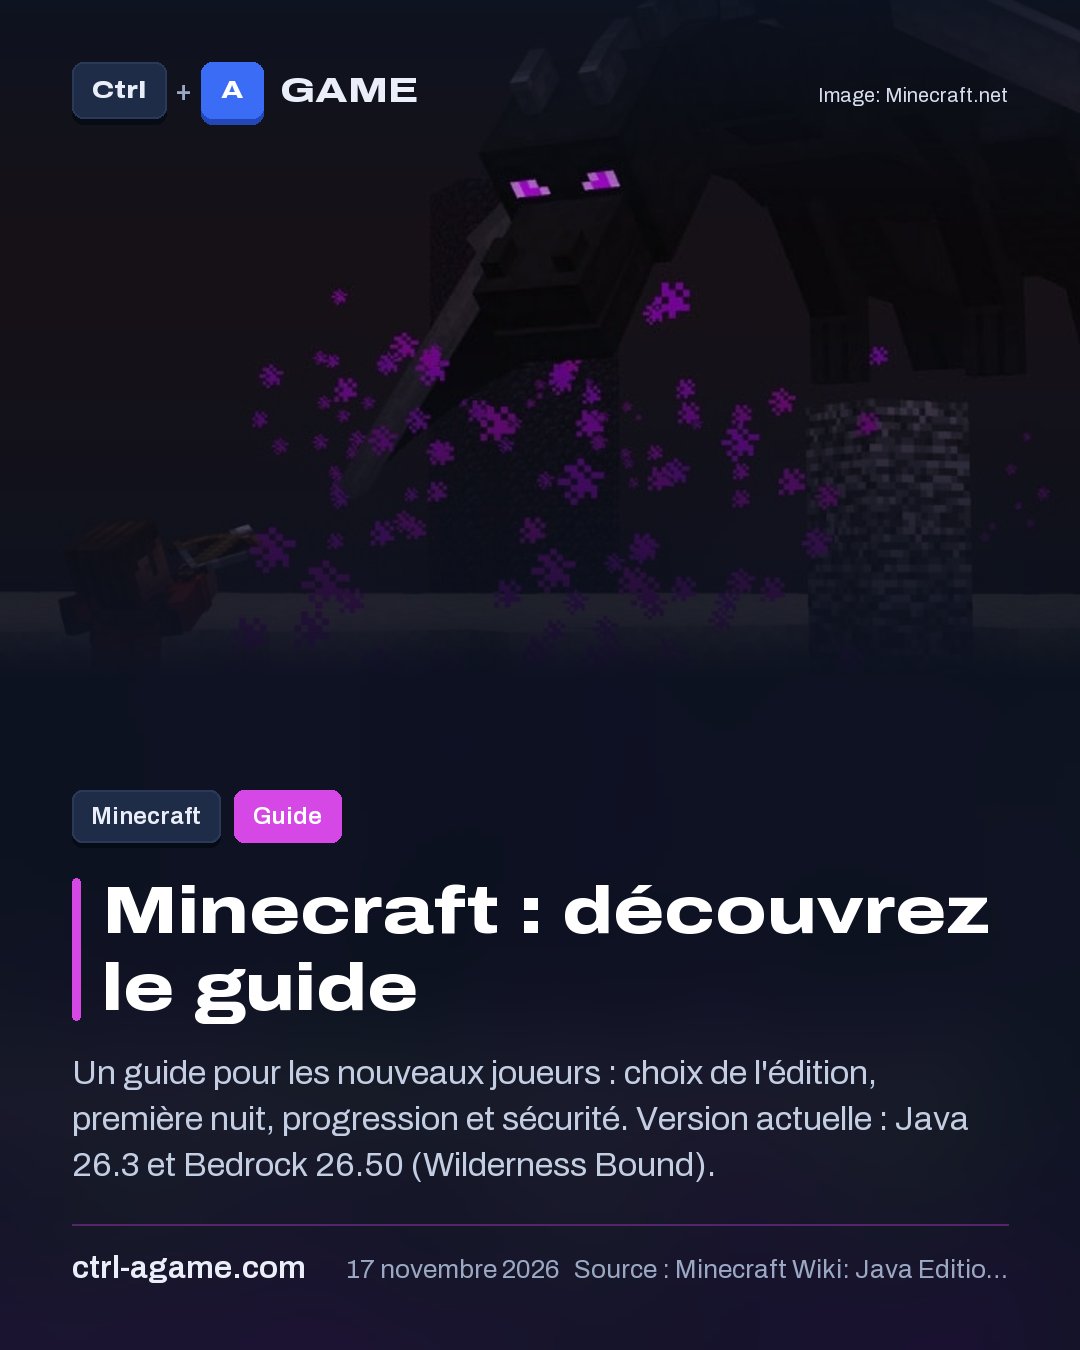 Ctrl + A GAME
Image: Minecraft.net
Minecraft Guide
Minecraft : découvrez
le guide
Un guide pour les nouveaux joueurs : choix de l'édition,
première nuit, progression et sécurité. Version actuelle : Java
26.3 et Bedrock 26.50 (Wilderness Bound).
ctrl-agame.com 17 novembre 2026 Source : Minecraft Wiki: Java Editio...